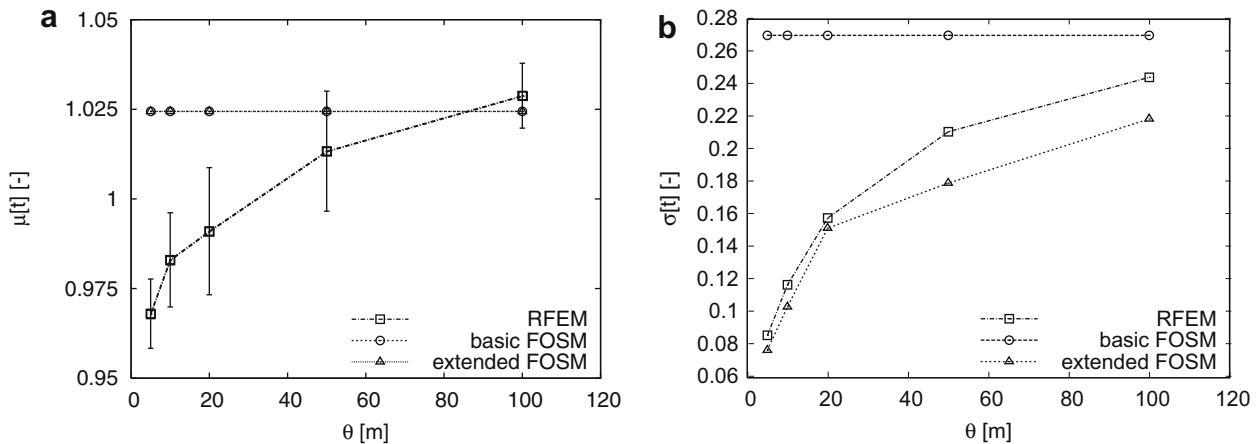 a
1.05
1.025
1
0.975
0.95
μ[t] [-]
0 20 40 60 80 100 120
θ [m]
RFEM
basic FOSM
extended FOSM
b
0.28
0.26
0.24
0.22
0.2
0.18
0.16
0.14
0.12
0.1
0.08
0.06
σ[t] [-]
0 20 40 60 80 100 120
θ [m]
RFEM
basic FOSM
extended FOSM